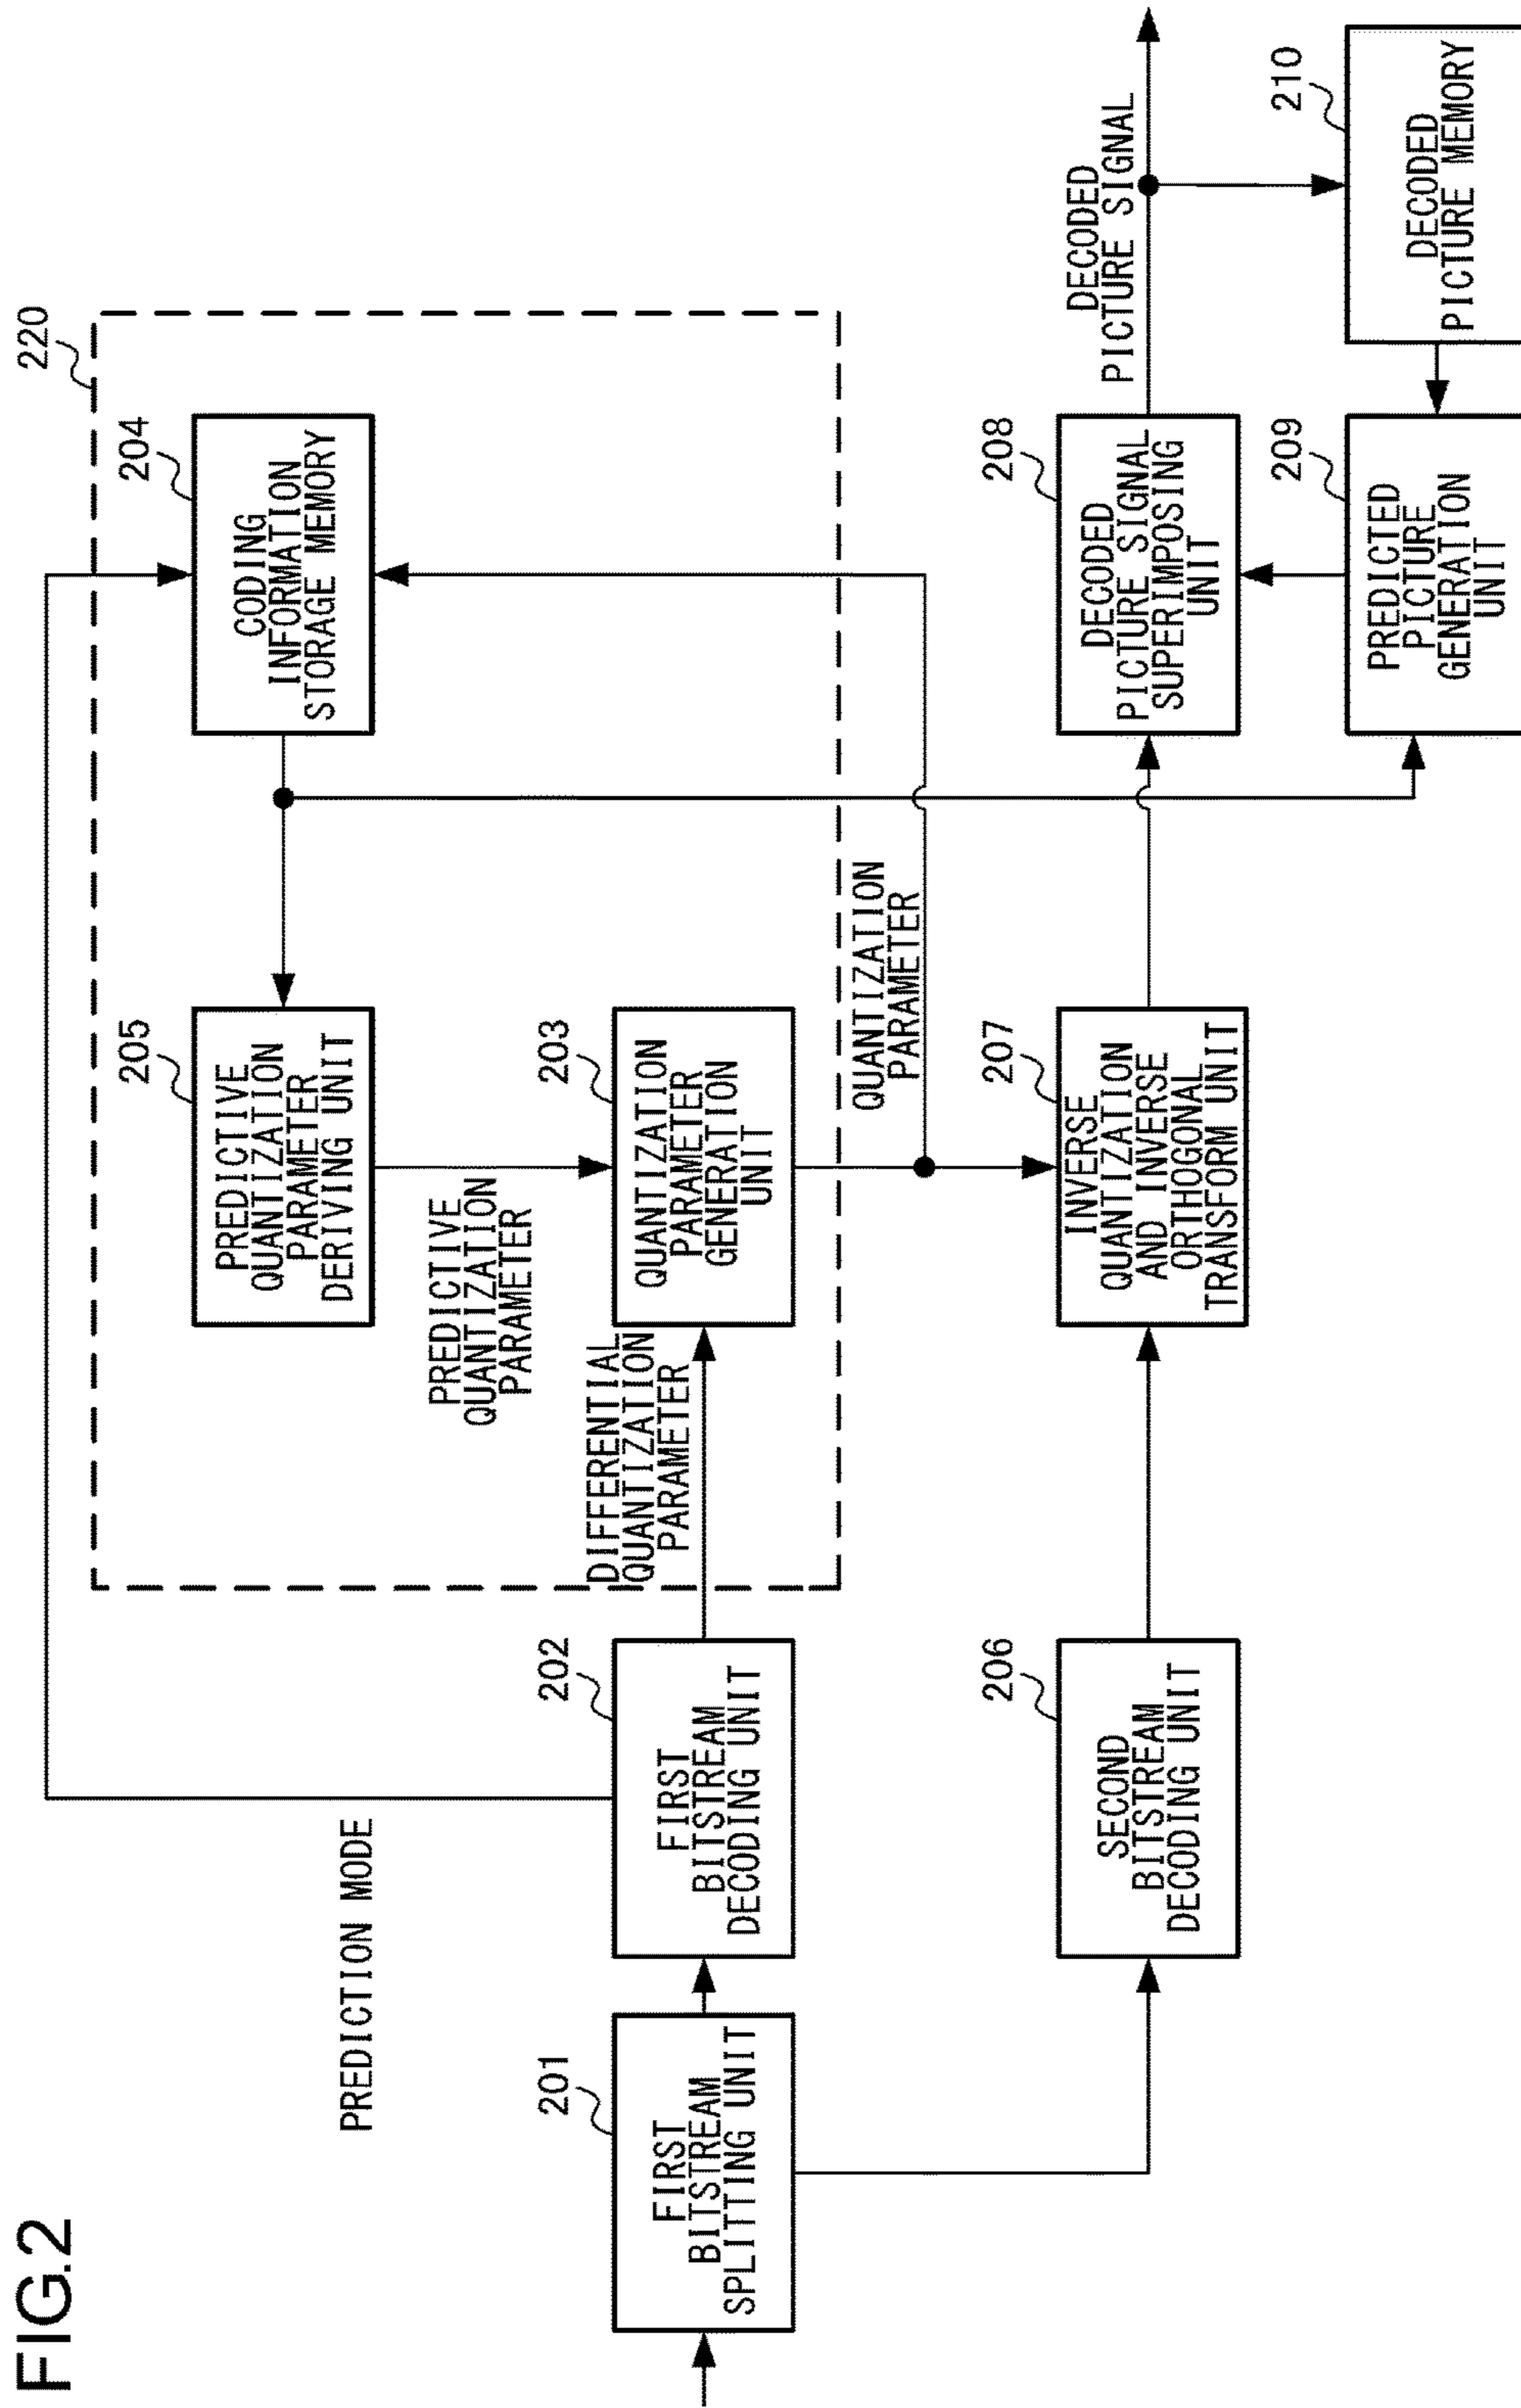 FIG.2
220
204
CODING
INFORMATION
STORAGE MEMORY
205
PREDICTIVE
QUANTIZATION
PARAMETER
DERIVING UNIT
PREDICTIVE
QUANTIZATION
PARAMETER
PREDICTION MODE
201
FIRST
BITSTREAM
SPLITTING UNIT
202
FIRST
BITSTREAM
DECODING UNIT
DIFFERENTIAL
QUANTIZATION
PARAMETER
203
QUANTIZATION
PARAMETER
GENERATION
UNIT
QUANTIZATION
PARAMETER
206
SECOND
BITSTREAM
DECODING UNIT
207
INVERSE
QUANTIZATION
AND INVERSE
ORTHOGONAL
TRANSFORM UNIT
208
DECODED
PICTURE SIGNAL
SUPERIMPOSING
UNIT
DECODED
PICTURE SIGNAL
209
PREDICTED
PICTURE
GENERATION
UNIT
210
DECODED
PICTURE MEMORY